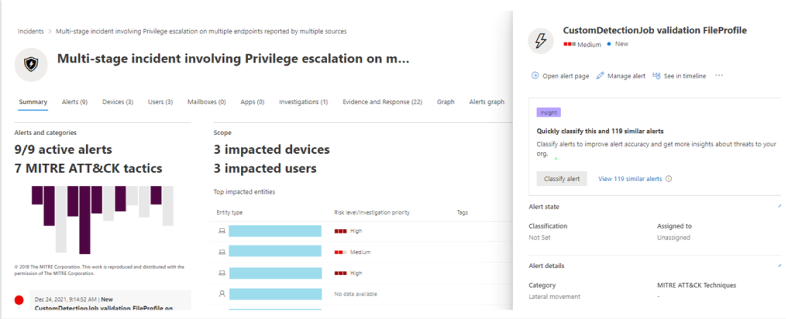 Incidents > Multi-stage incident involving Privilege escalation on multiple endpoints reported by multiple sources
Multi-stage incident involving Privilege escalation on m...
Summary Alerts (9) Devices (3) Users (3) Mailboxes (0) Apps (0) Investigations (1) Evidence and Response (22) Graph Alerts graph
Alerts and categories
9/9 active alerts
7 MITRE ATT&CK tactics
© 2018 The MITRE Corporation. This work is reproduced and distributed with the
permission of The MITRE Corporation.
Dec 24, 2021, 9:14:52 AM | New
CustomDetectionJob validation FileProfile on
Scope
3 impacted devices
3 impacted users
Top impacted entities
Entity type Risk level/Investigation priority Tags
High
Medium
High
No data available
CustomDetectionJob validation FileProfile
Medium New
Open alert page Manage alert See in timeline ...
Insight
Quickly classify this and 119 similar alerts
Classify alerts to improve alert accuracy and get more insights about threats to your
org.
Classify alert View 119 similar alerts
Alert state
Classification Assigned to
Not Set Unassigned
Alert details
Category MITRE ATT&CK Techniques
Lateral movement -